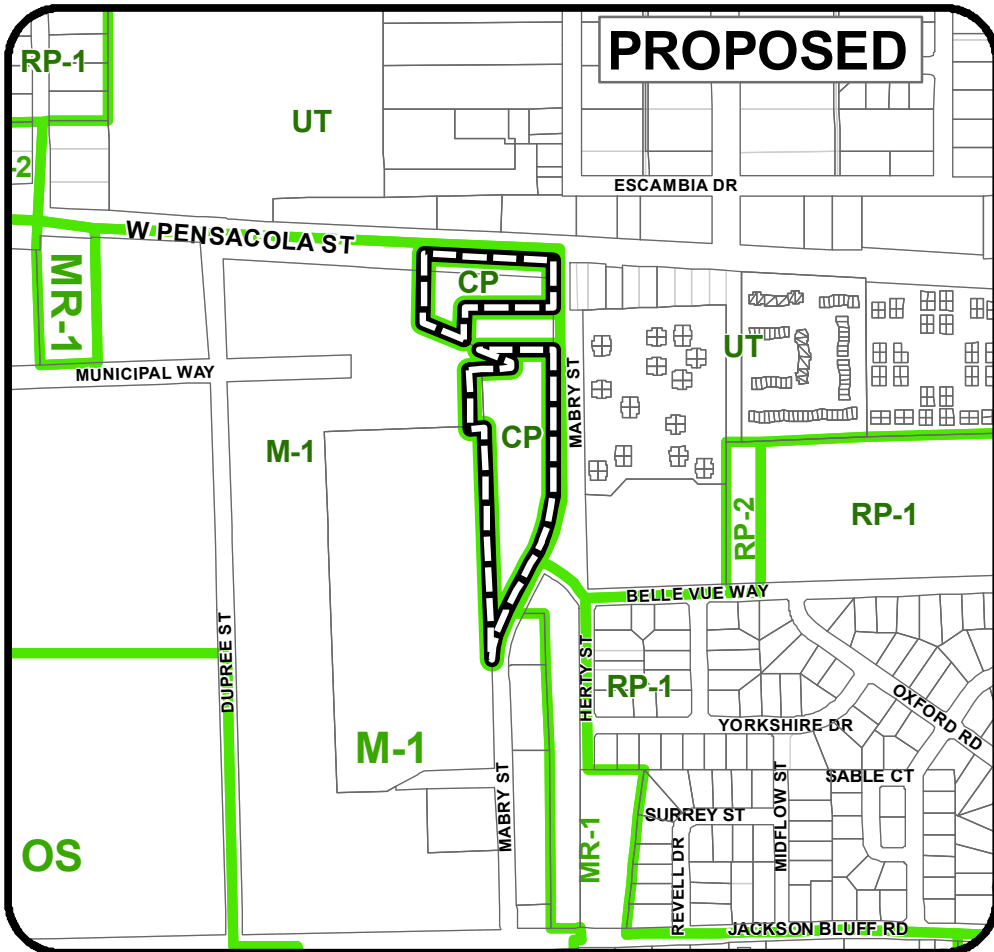 PROPOSED
RP-1
UT
-2
ESCAMBIA DR
W PENSACOLA ST
MR-1
CP
UT
MUNICIPAL WAY
MABRY ST
M-1
CP
RP-2
RP-1
BELLE VUE WAY
DUPREE ST
HERTY ST
RP-1
OXFORD RD
YORKSHIRE DR
M-1
MABRY ST
MIDFLOW ST
SABLE CT
SURREY ST
OS
MR-1
REVELL DR
JACKSON BLUFF RD